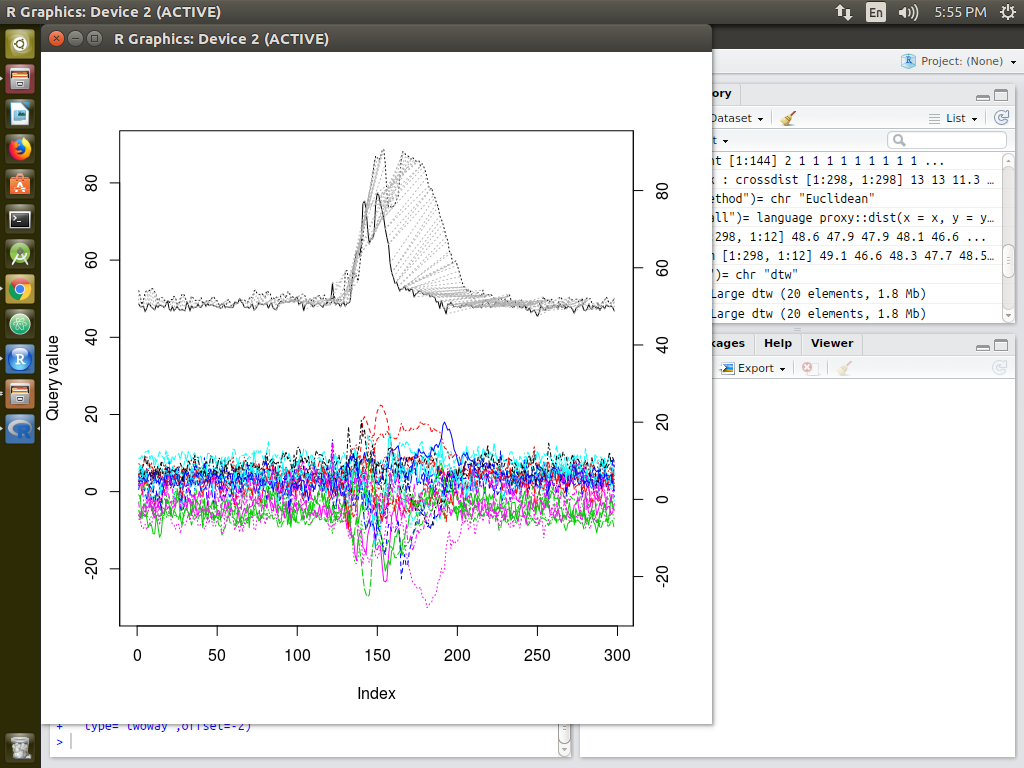 R Graphics: Device 2 (ACTIVE)
En
5:55 PM
R Graphics: Device 2 (ACTIVE)
Project: (None)
ory
Dataset
List
nt [1:144] 2 1 1 1 1 1 1 1 1 1 ...
: crossdist [1:298, 1:298] 13 13 11.3 …
ethod")= chr "Euclidean"
all")= language proxy::dist(x = x, y = y…
298, 1:12] 48.6 47.9 47.9 48.1 46.6 ...
[1:298, 1:12] 49.1 46.6 48.3 47.7 48.5…
")= chr "dtw"
Large dtw (20 elements, 1.8 Mb)
Large dtw (20 elements, 1.8 Mb)
kages Help Viewer
Export
Query value
80
60
40
20
0
-20
80
60
40
20
0
-20
0 50 100 150 200 250 300
Index
+ type="twoway",offset=-2)
>